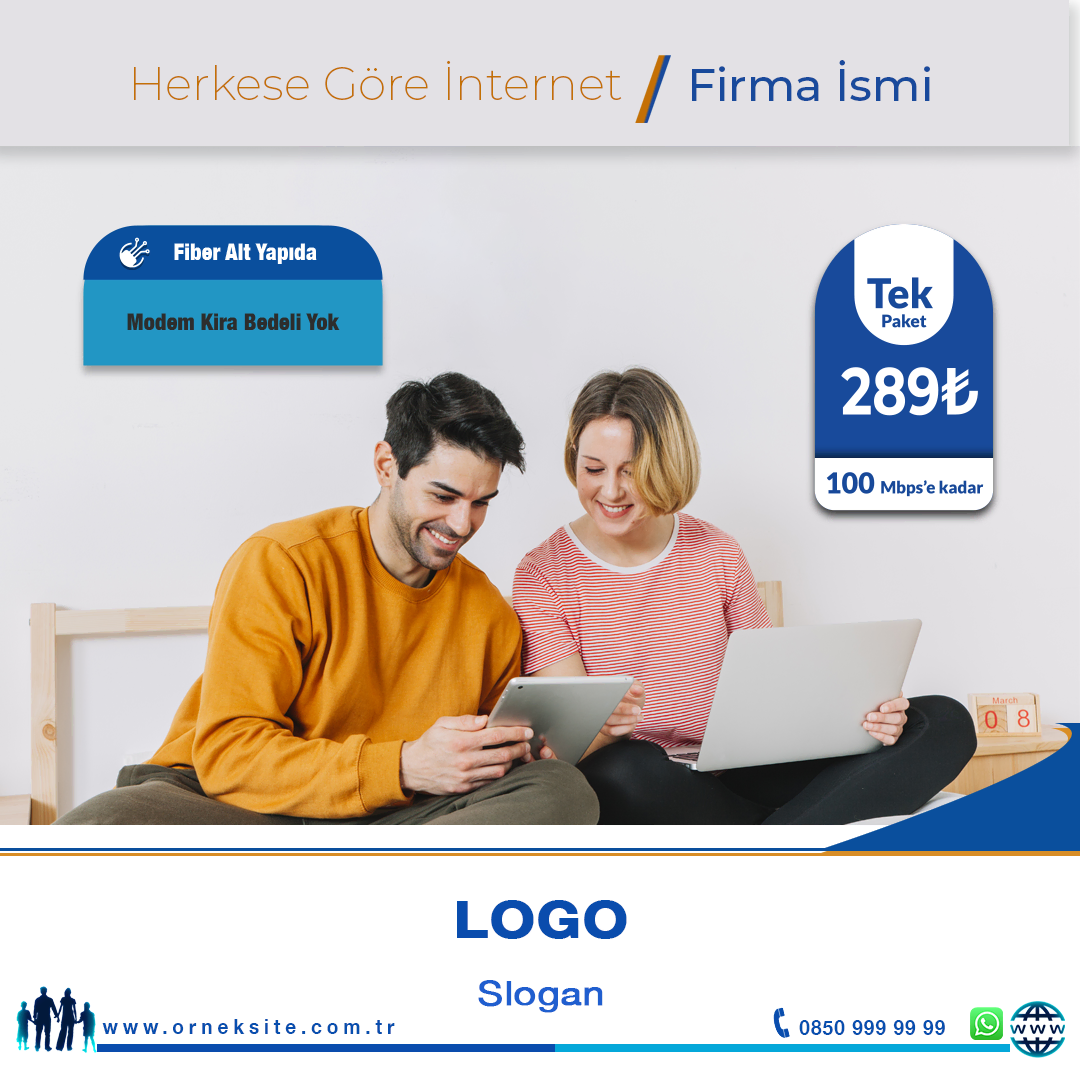 Herkese Göre İnternet / Firma İsmi
Fiber Alt Yapıda
Modem Kira Bedeli Yok
Tek
Paket
289₺
100 Mbps’e kadar
March
0 8
LOGO
Slogan
www.orneksite.com.tr
0850 999 99 99
www